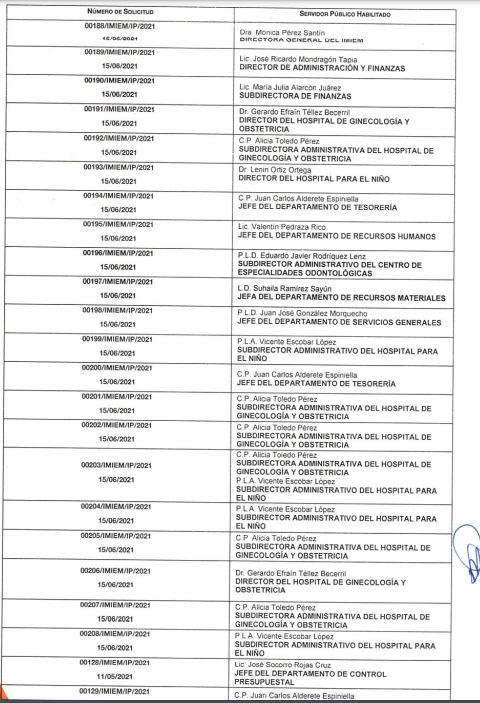 NÚMERO DE SOLICITUD SERVIDOR PÚBLICO HABILITADO
00188/IMIEM/IP/2021
15/06/2021
Dra. Monica Pérez Santín
DIRECTORA GENERAL DEL IMIEM
00189/IMIEM/IP/2021
15/06/2021
Lic. José Ricardo Mondragón Tapia
DIRECTOR DE ADMINISTRACIÓN Y FINANZAS
00190/IMIEM/IP/2021
15/06/2021
Lic. María Julia Alarcón Juárez
SUBDIRECTORA DE FINANZAS
00191/IMIEM/IP/2021
15/06/2021
Dr. Gerardo Efraín Téllez Becerril
DIRECTOR DEL HOSPITAL DE GINECOLOGÍA Y
OBSTETRICIA
00192/IMIEM/IP/2021
15/06/2021
C.P. Alicia Toledo Pérez
SUBDIRECTORA ADMINISTRATIVA DEL HOSPITAL DE
GINECOLOGÍA Y OBSTETRICIA
00193/IMIEM/IP/2021
15/06/2021
Dr. Lenin Ortiz Ortega
DIRECTOR DEL HOSPITAL PARA EL NIÑO
00194/IMIEM/IP/2021
15/06/2021
C.P. Juan Carlos Alderete Espiniella
JEFE DEL DEPARTAMENTO DE TESORERÍA
00195/IMIEM/IP/2021
15/06/2021
Lic. Valentin Pedraza Rico
JEFE DEL DEPARTAMENTO DE RECURSOS HUMANOS
00196/IMIEM/IP/2021
15/06/2021
P.L.D. Eduardo Javier Rodríquez Lenz
SUBDIRECTOR ADMINISTRATIVO DEL CENTRO DE
ESPECIALIDADES ODONTOLÓGICAS
00197/IMIEM/IP/2021
15/06/2021
L.D. Suhaila Ramírez Sayún
JEFA DEL DEPARTAMENTO DE RECURSOS MATERIALES
00198/IMIEM/IP/2021
15/06/2021
P.L.D. Juan José González Morquecho
JEFE DEL DEPARTAMENTO DE SERVICIOS GENERALES
00199/IMIEM/IP/2021
15/06/2021
P.L.A. Vicente Escobar López
SUBDIRECTOR ADMINISTRATIVO DEL HOSPITAL PARA
EL NIÑO
00200/IMIEM/IP/2021
15/06/2021
C.P. Juan Carlos Alderete Espiniella
JEFE DEL DEPARTAMENTO DE TESORERÍA
00201/IMIEM/IP/2021
15/06/2021
C.P. Alicia Toledo Pérez
SUBDIRECTORA ADMINISTRATIVA DEL HOSPITAL DE
GINECOLOGÍA Y OBSTETRICIA
00202/IMIEM/IP/2021
15/06/2021
C.P. Alicia Toledo Pérez
SUBDIRECTORA ADMINISTRATIVA DEL HOSPITAL DE
GINECOLOGÍA Y OBSTETRICIA
00203/IMIEM/IP/2021
15/06/2021
C.P. Alicia Toledo Pérez
SUBDIRECTORA ADMINISTRATIVA DEL HOSPITAL DE
GINECOLOGÍA Y OBSTETRICIA
P.L.A. Vicente Escobar López
SUBDIRECTOR ADMINISTRATIVO DEL HOSPITAL PARA
EL NIÑO
00204/IMIEM/IP/2021
15/06/2021
P.L.A. Vicente Escobar López
SUBDIRECTOR ADMINISTRATIVO DEL HOSPITAL PARA
EL NIÑO
00205/IMIEM/IP/2021
15/06/2021
C.P. Alicia Toledo Pérez
SUBDIRECTORA ADMINISTRATIVA DEL HOSPITAL DE
GINECOLOGÍA Y OBSTETRICIA
00206/IMIEM/IP/2021
15/06/2021
Dr. Gerardo Efraín Téllez Becerril
DIRECTOR DEL HOSPITAL DE GINECOLOGÍA Y
OBSTETRICIA
00207/IMIEM/IP/2021
15/06/2021
C.P. Alicia Toledo Pérez
SUBDIRECTORA ADMINISTRATIVA DEL HOSPITAL DE
GINECOLOGÍA Y OBSTETRICIA
00208/IMIEM/IP/2021
15/06/2021
P.L.A. Vicente Escobar López
SUBDIRECTOR ADMINISTRATIVO DEL HOSPITAL PARA
EL NIÑO
00128/IMIEM/IP/2021
11/05/2021
Lic. José Socorro Rojas Cruz
JEFE DEL DEPARTAMENTO DE CONTROL
PRESUPUESTAL
00129/IMIEM/IP/2021
C.P. Juan Carlos Alderete Espiniella